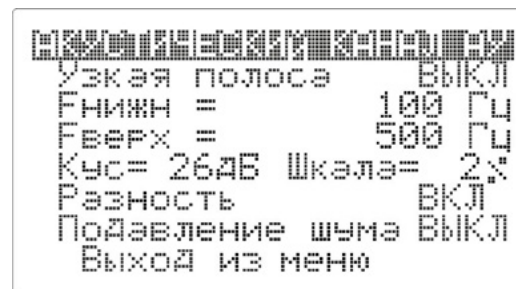 АКУСТИЧЕСКИЙ КАНАЛ
Узкая полоса ВЫКЛ
Fнижн = 100 Гц
Fверх = 500 Гц
Кус= 26дБ Шкала= 2%
Разность ВКЛ
Подавление шума ВЫКЛ
Выход из меню